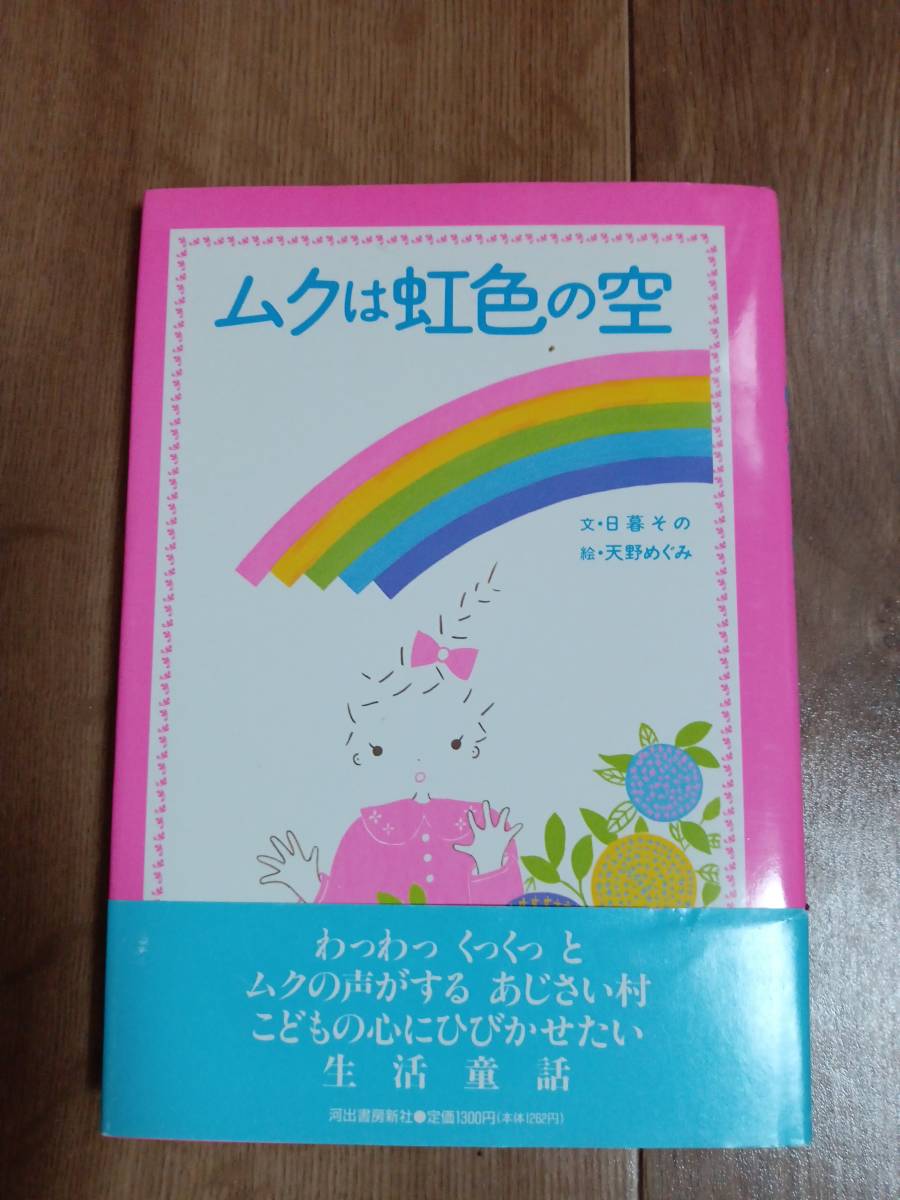 ムクは虹色の空
文・日暮その
絵・天野めぐみ
わっわっ くっくっ と
ムクの声がする あじさい村
こどもの心にひびかせたい
生活童話
河出書房新社●定価1300円(本体1262円)